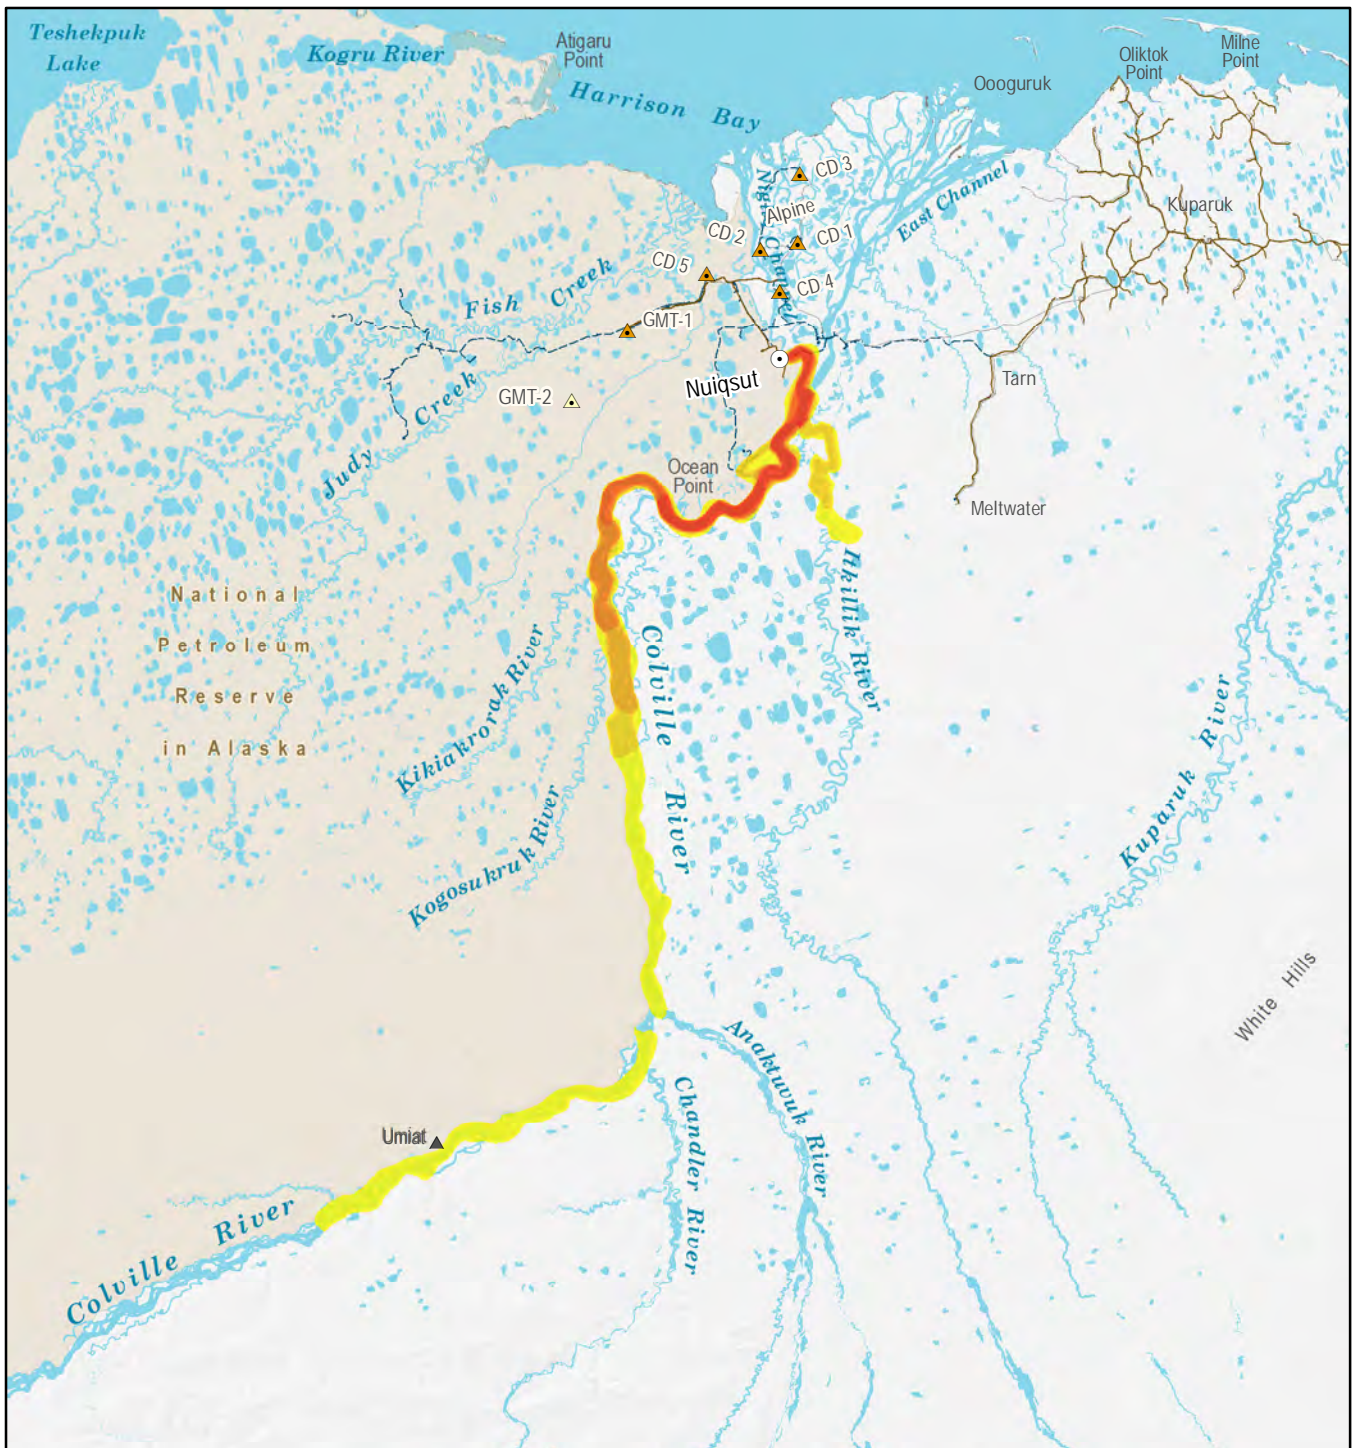 Teshekpuk
Lake
Kogru River
Atigaru
Point
Harrison Bay
Oooguruk
Oliktok
Point
Milne
Point
CD 3
Alpine
Channel
East Channel
Kuparuk
CD 2
CD 1
CD 5
CD 4
Fish Creek
GMT-1
Nuiqsut
Tarn
GMT-2
Judy Creek
Ocean
Point
Meltwater
National
Petroleum
Reserve
in Alaska
Colville River
Itkillik River
Kikiakrorak River
Kogosukruk River
Kuparuk River
White Hills
Anaktuvuk River
Chandler River
Umiat
Colville River